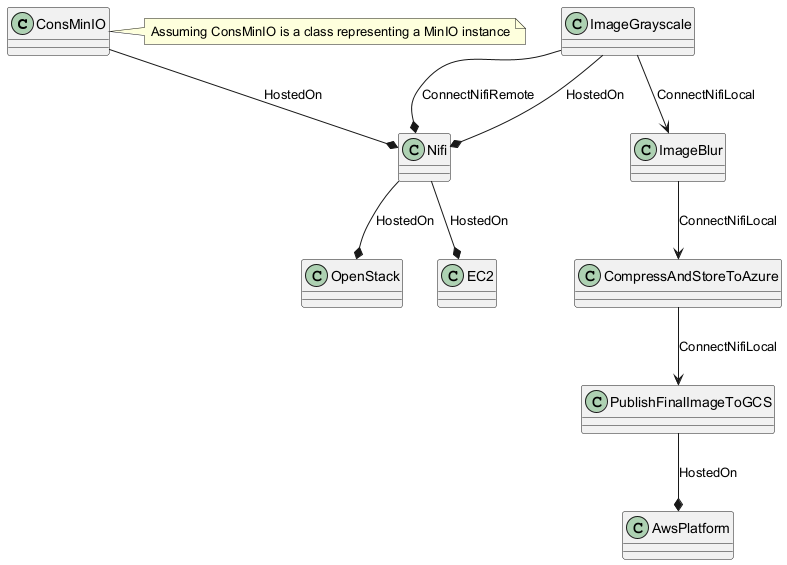 C ConsMinIO
Assuming ConsMinIO is a class representing a MinIO instance
C ImageGrayscale
HostedOn
ConnectNifiRemote
HostedOn
ConnectNifiLocal
C Nifi
C ImageBlur
HostedOn
HostedOn
ConnectNifiLocal
C OpenStack
C EC2
C CompressAndStoreToAzure
ConnectNifiLocal
C PublishFinalImageToGCS
HostedOn
C AwsPlatform